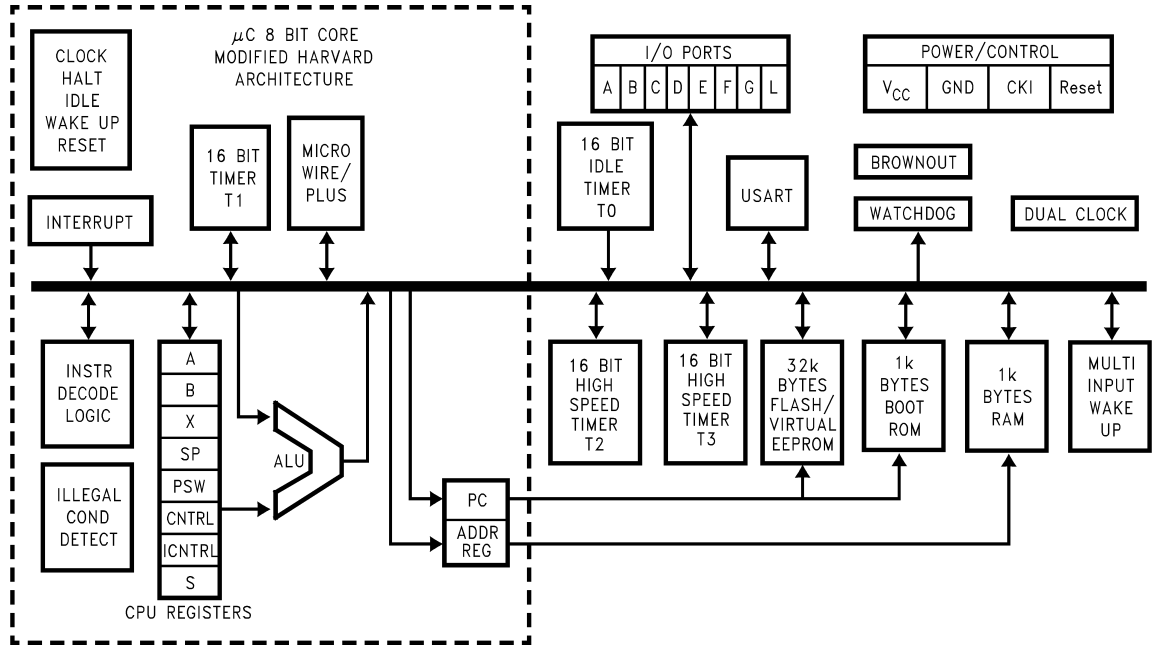 μC 8 BIT CORE
MODIFIED HARVARD
ARCHITECTURE
CLOCK
HALT
IDLE
WAKE UP
RESET
16 BIT
TIMER
T1
MICRO
WIRE/
PLUS
INTERRUPT
I/O PORTS
A B C D E F G L
POWER/CONTROL
VCC GND CKI Reset
16 BIT
IDLE
TIMER
T0
USART
BROWNOUT
WATCHDOG
DUAL CLOCK
INSTR
DECODE
LOGIC
ILLEGAL
COND
DETECT
A
B
X
SP
PSW
CNTRL
ICNTRL
S
CPU REGISTERS
ALU
PC
ADDR
REG
16 BIT
HIGH
SPEED
TIMER
T2
16 BIT
HIGH
SPEED
TIMER
T3
32k
BYTES
FLASH/
VIRTUAL
EEPROM
1k
BYTES
BOOT
ROM
1k
BYTES
RAM
MULTI
INPUT
WAKE
UP